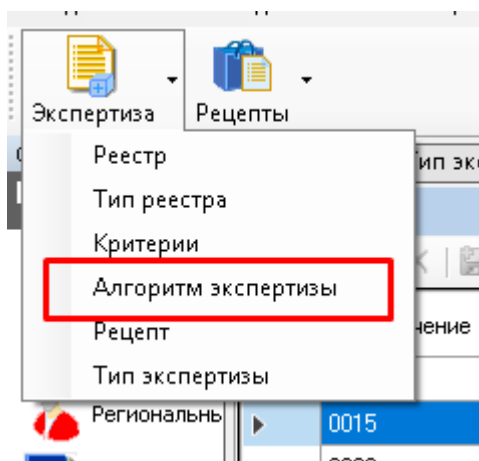 Экспертиза
Рецепты
Реестр
Тип реестра
Критерии
Алгоритм экспертизы
Рецепт
Тип экспертизы
Региональнь
0015